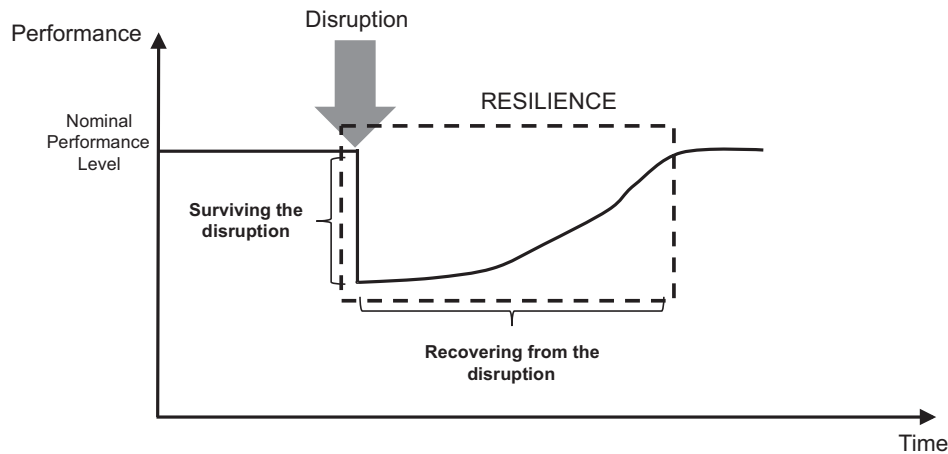 Disruption
Performance
RESILIENCE
Nominal
Performance
Level
Surviving the
disruption
Recovering from the
disruption
Time